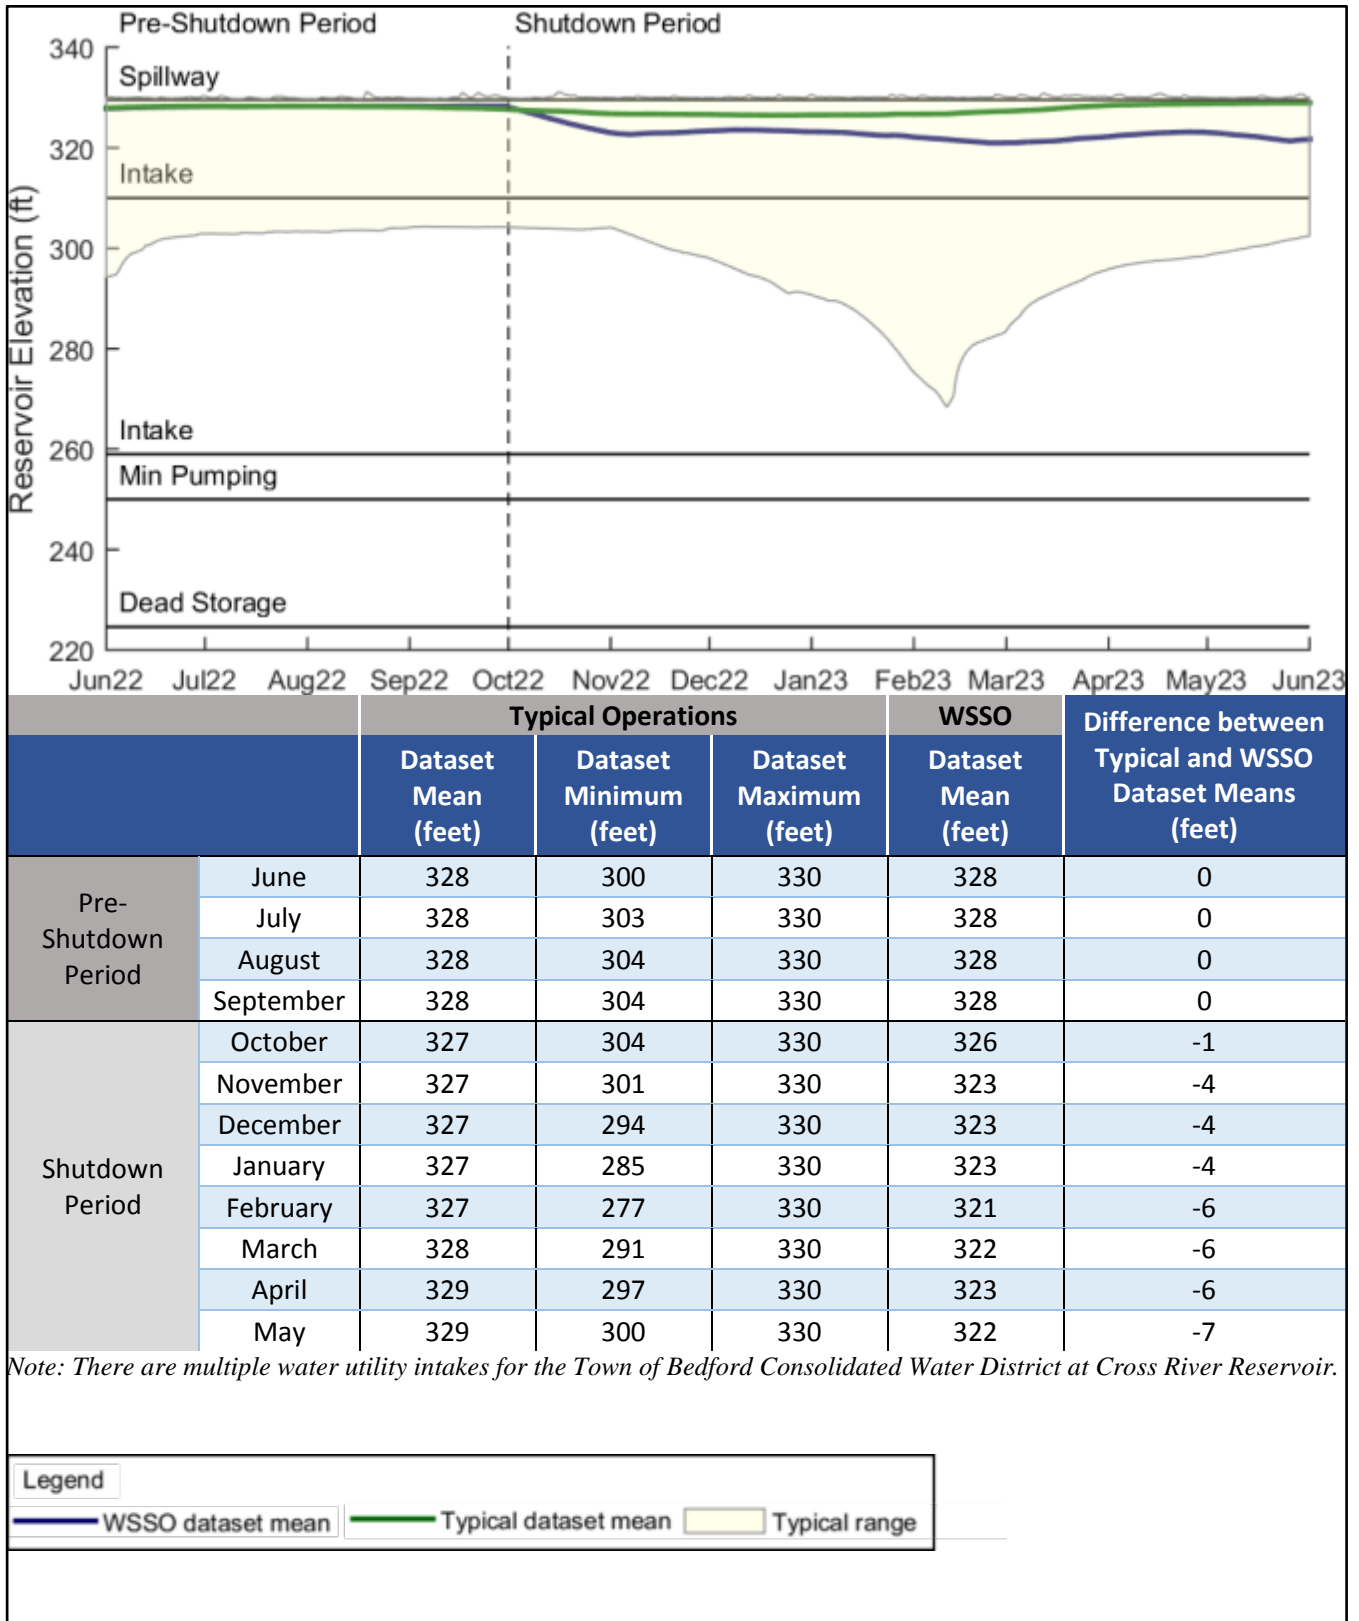 Pre-Shutdown Period Shutdown Period
340
Spillway
320
Intake
300
280
Intake
260
Min Pumping
240
Dead Storage
220
Reservoir Elevation (ft)
Jun22 Jul22 Aug22 Sep22 Oct22 Nov22 Dec22 Jan23 Feb23 Mar23 Apr23 May23 Jun23
Typical Operations WSSO Difference between Typical and WSSO Dataset Means (feet)
Dataset Mean (feet) Dataset Minimum (feet) Dataset Maximum (feet) Dataset Mean (feet)
Pre-Shutdown Period
June 328 300 330 328 0
July 328 303 330 328 0
August 328 304 330 328 0
September 328 304 330 328 0
Shutdown Period
October 327 304 330 326 -1
November 327 301 330 323 -4
December 327 294 330 323 -4
January 327 285 330 323 -4
February 327 277 330 321 -6
March 328 291 330 322 -6
April 329 297 330 323 -6
May 329 300 330 322 -7
Note: There are multiple water utility intakes for the Town of Bedford Consolidated Water District at Cross River Reservoir.
Legend
WSSO dataset mean Typical dataset mean Typical range